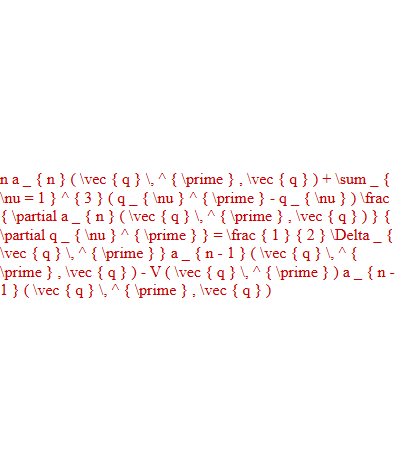 n a _ { n } ( \vec { q } \, ^ { \prime } , \vec { q } ) + \sum _ {
\nu = 1 } ^ { 3 } ( q _ { \nu } ^ { \prime } - q _ { \nu } ) \frac
{ \partial a _ { n } ( \vec { q } \, ^ { \prime } , \vec { q } ) } {
\partial q _ { \nu } ^ { \prime } } = \frac { 1 } { 2 } \Delta _ {
\vec { q } \, ^ { \prime } } a _ { n - 1 } ( \vec { q } \, ^ {
\prime } , \vec { q } ) - V ( \vec { q } \, ^ { \prime } ) a _ { n -
1 } ( \vec { q } \, ^ { \prime } , \vec { q } )